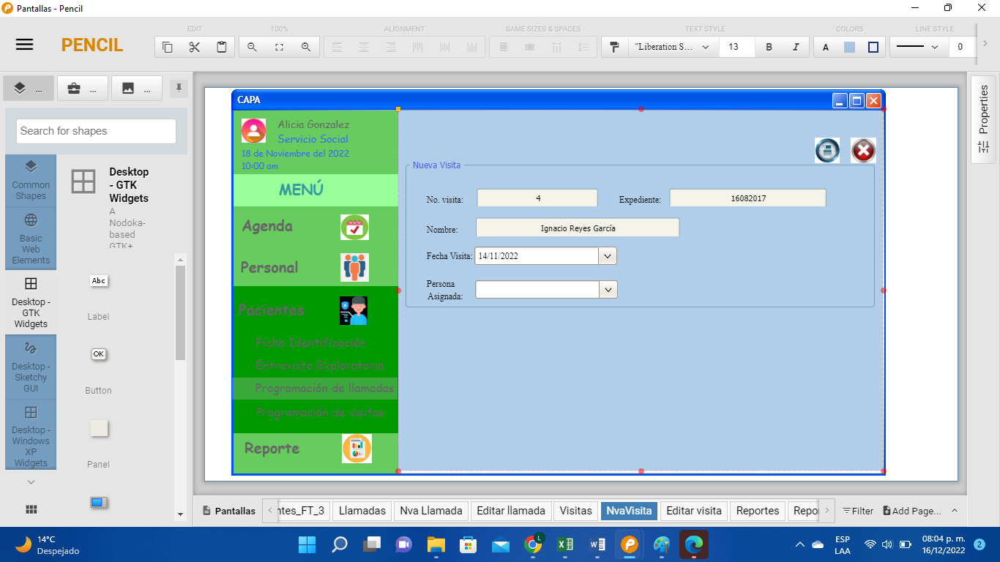 Pantallas - Pencil
PENCIL
EDIT
100%
ALIGNMENT
SAME SIZES & SPACES
TEXT STYLE
COLORS
LINE STYLE
"Liberation S...
13
B
I
A
0
...
...
...
Search for shapes
Common
Shapes
Basic
Web
Elements
Desktop -
GTK
Widgets
Desktop -
Sketchy
GUI
Desktop -
Windows
XP
Widgets
Desktop
- GTK
Widgets
A
Nodoka-
based
GTK+
Abc
Label
OK
Button
Panel
CAPA
Alicia Gonzalez
Servicio Social
18 de Noviembre del 2022
10:00 am
MENÚ
Agenda
Personal
Pacientes
Ficha Identificación
Entrevista Exploratoria
Programación de llamadas
Programación de visitas
Reporte
Nueva Visita
No. visita:
4
Expediente:
16082017
Nombre:
Ignacio Reyes García
Fecha Visita:
14/11/2022
Persona
Asignada:
Properties
Pantallas
ntes_FT_3
Llamadas
Nva Llamada
Editar llamada
Visitas
NvaVisita
Editar visita
Reportes
Repo
Filter
Add Page...
14°C
Despejado
L
ESP
LAA
08:04 p. m.
16/12/2022
2